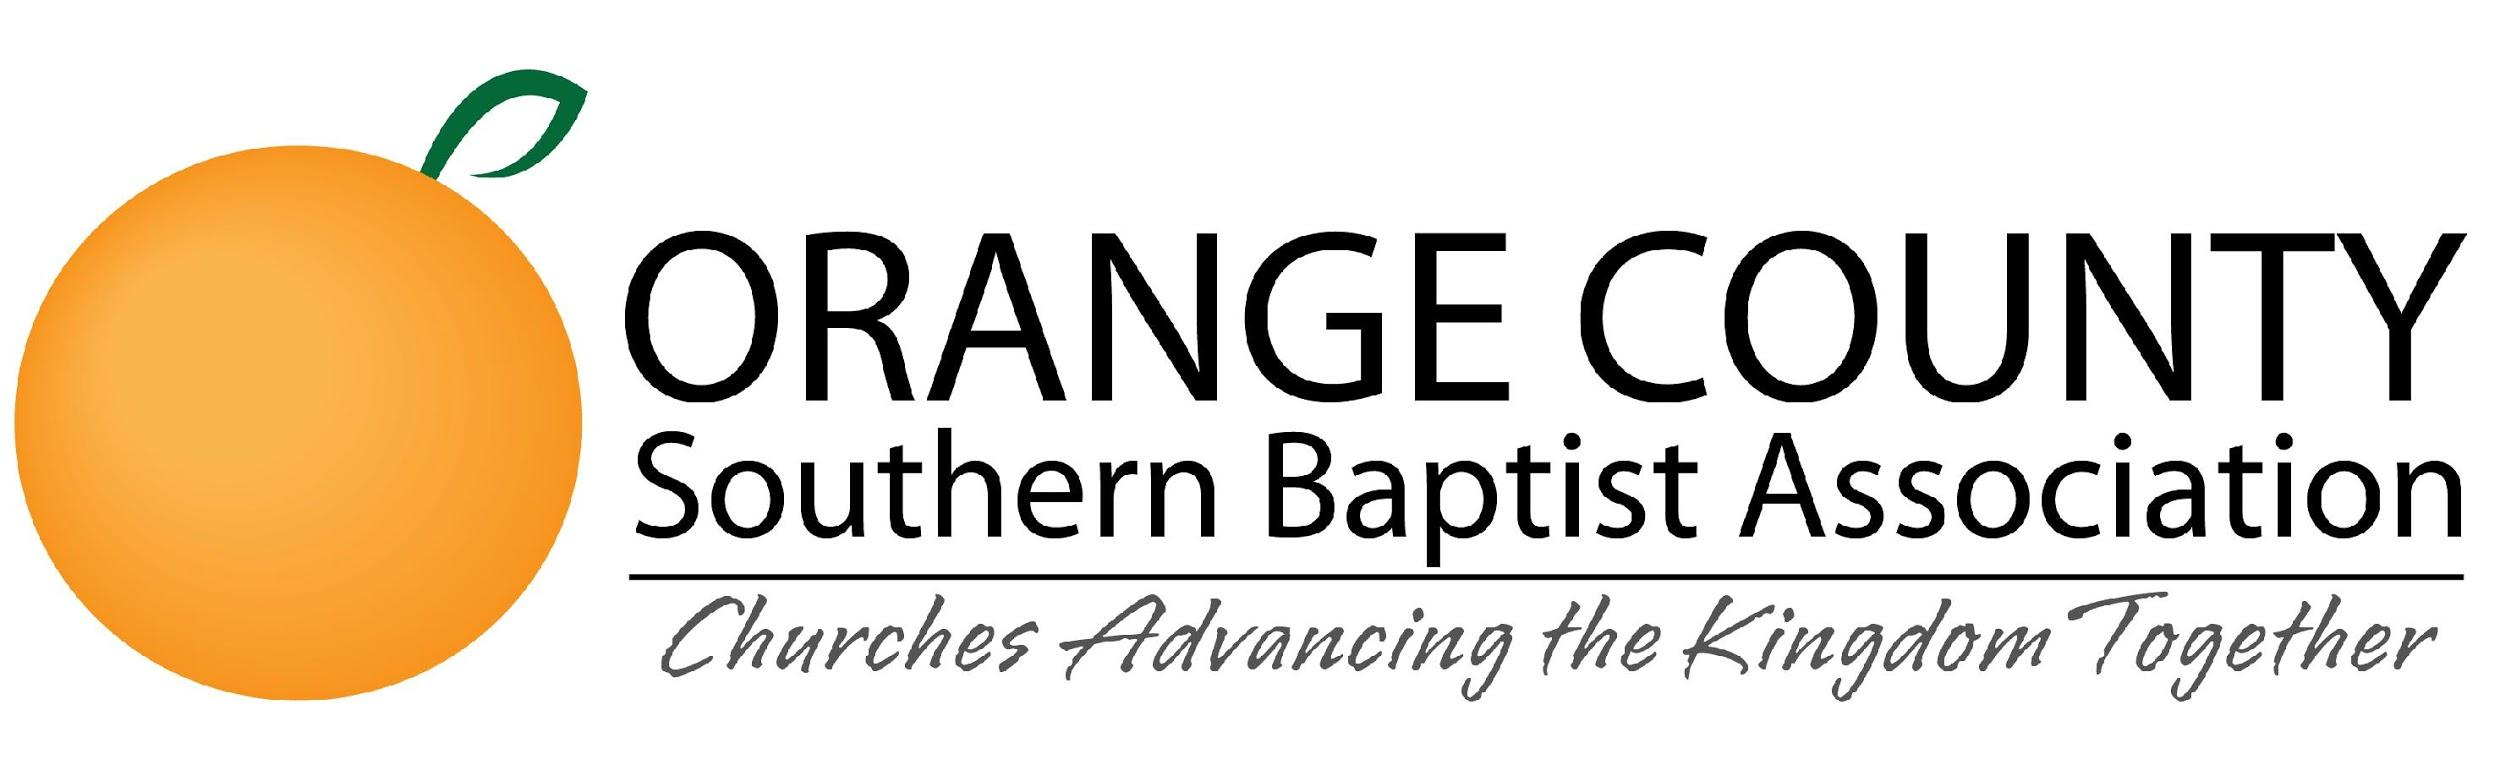 ORANGE COUNTY
Southern Baptist Association
Churches Advancing the Kingdom Together